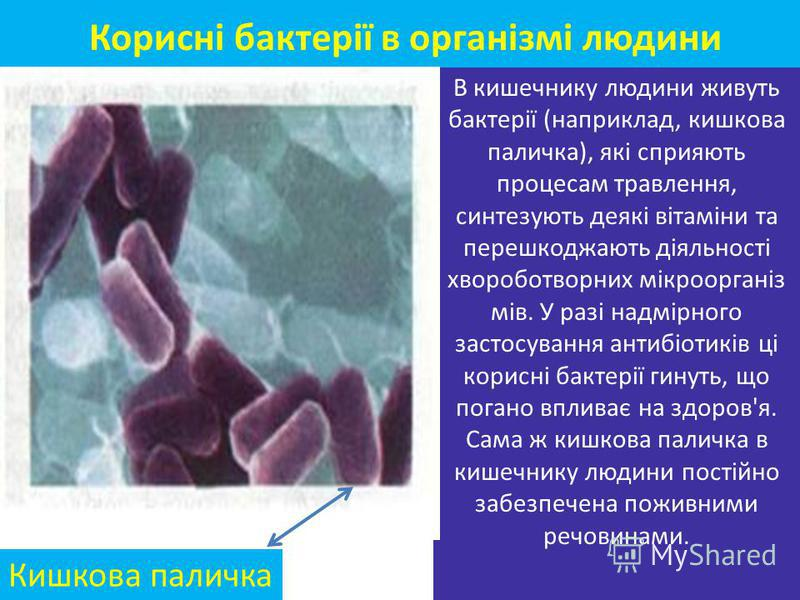 Корисні бактерії в організмі людини
В кишечнику людини живуть
бактерії (наприклад, кишкова
паличка), які сприяють
процесам травлення,
синтезують деякі вітаміни та
перешкоджають діяльності
хвороботворних мікроорганіз
мів. У разі надмірного
застосування антибіотиків ці
корисні бактерії гинуть, що
погано впливає на здоров'я.
Сама ж кишкова паличка в
кишечнику людини постійно
забезпечена поживними
речовинами.
MyShared
Кишкова паличка